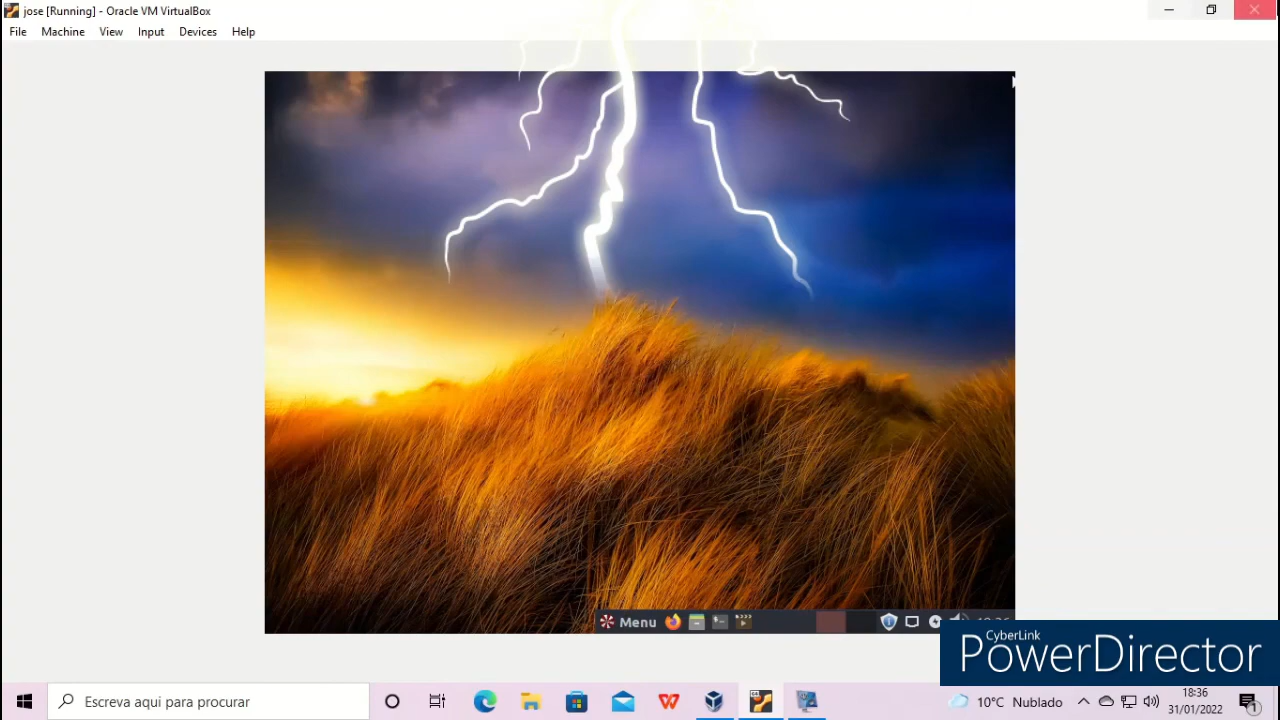 jose [Running] - Oracle VM VirtualBox
File Machine View Input Devices Help
Menu
CyberLink
PowerDirector
Escreva aqui para procurar
10°C Nublado
18:36
31/01/2022
1